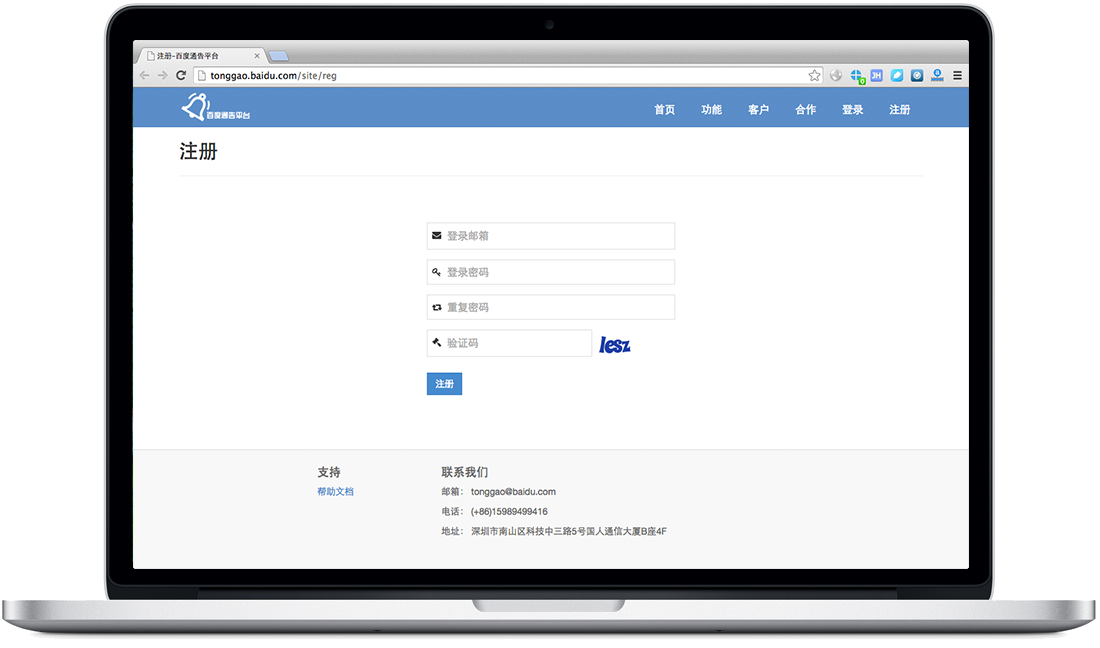 注册-百度通告平台
tonggao.baidu.com/site/reg
JH
百度通告平台
首页 功能 客户 合作 登录 注册
注册
登录邮箱
登录密码
重复密码
验证码 lesz
注册
支持
帮助文档
联系我们
邮箱： tonggao@baidu.com
电话： (+86)15989499416
地址： 深圳市南山区科技中三路5号国人通信大厦B座4F